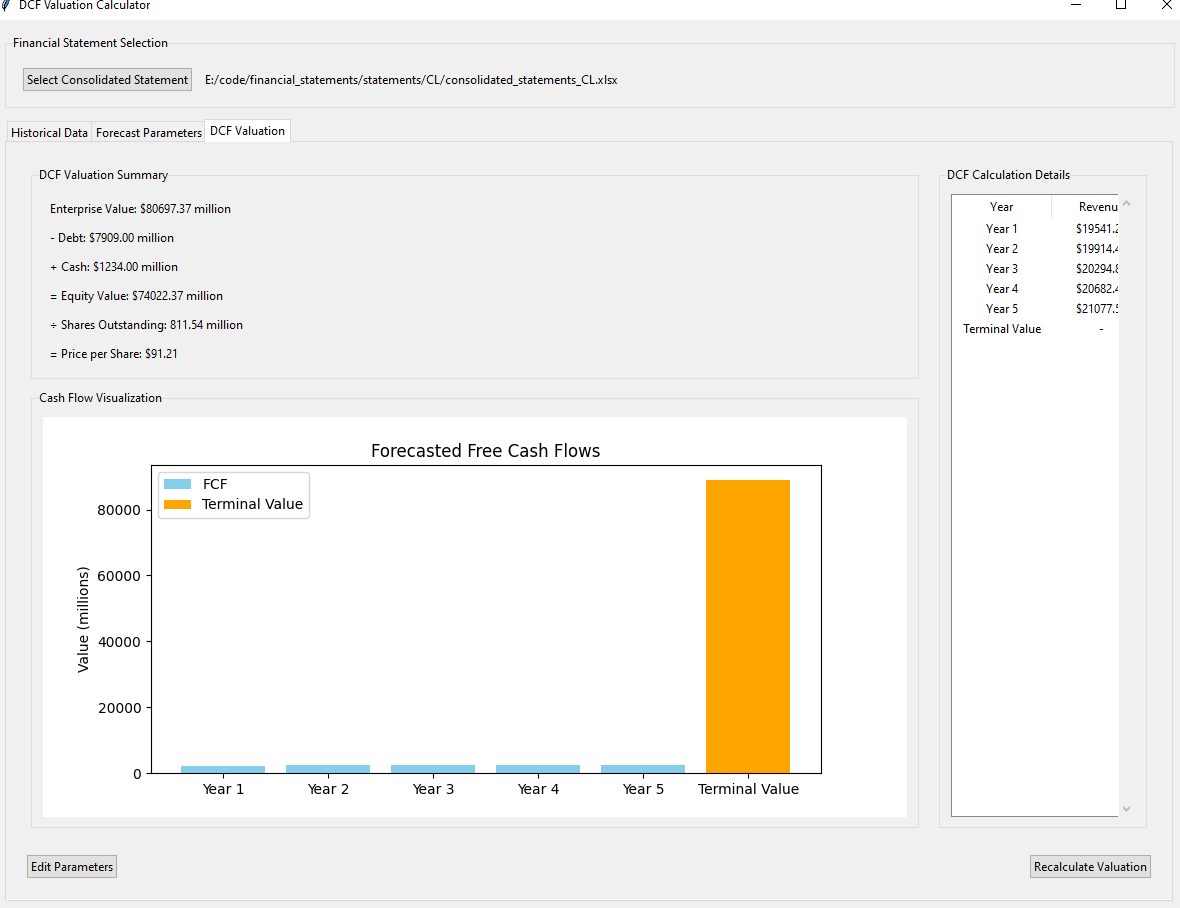 DCF Valuation Calculator
Financial Statement Selection
Select Consolidated Statement E:/code/financial_statements/statements/CL/consolidated_statements_CL.xlsx
Historical Data Forecast Parameters DCF Valuation
DCF Valuation Summary
Enterprise Value: $80697.37 million
- Debt: $7909.00 million
+ Cash: $1234.00 million
= Equity Value: $74022.37 million
÷ Shares Outstanding: 811.54 million
= Price per Share: $91.21
Cash Flow Visualization
Forecasted Free Cash Flows
FCF
Terminal Value
Value (millions)
80000
60000
40000
20000
0
Year 1 Year 2 Year 3 Year 4 Year 5 Terminal Value
DCF Calculation Details
Year Revenu
Year 1 $19541.2
Year 2 $19914.4
Year 3 $20294.8
Year 4 $20682.4
Year 5 $21077.5
Terminal Value -
Edit Parameters Recalculate Valuation